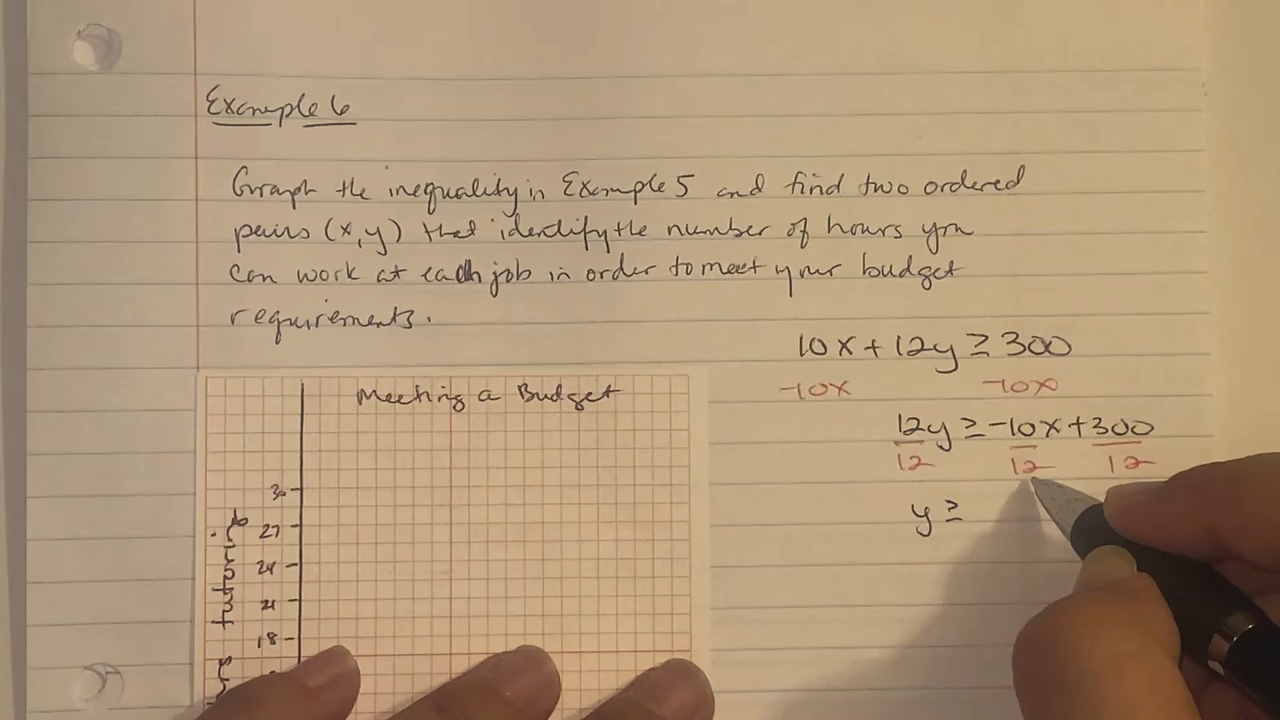 Example 6
Graph the inequality in Example 5 and find two ordered
pairs (x,y) that identify the number of hours you
can work at each job in order to meet your budget
requirements.
10x + 12y ≥ 300
-10x -10x
12y ≥ -10x + 300
12 12 12
y ≥
Meeting a Budget
30
27
24
21
18
tutoring